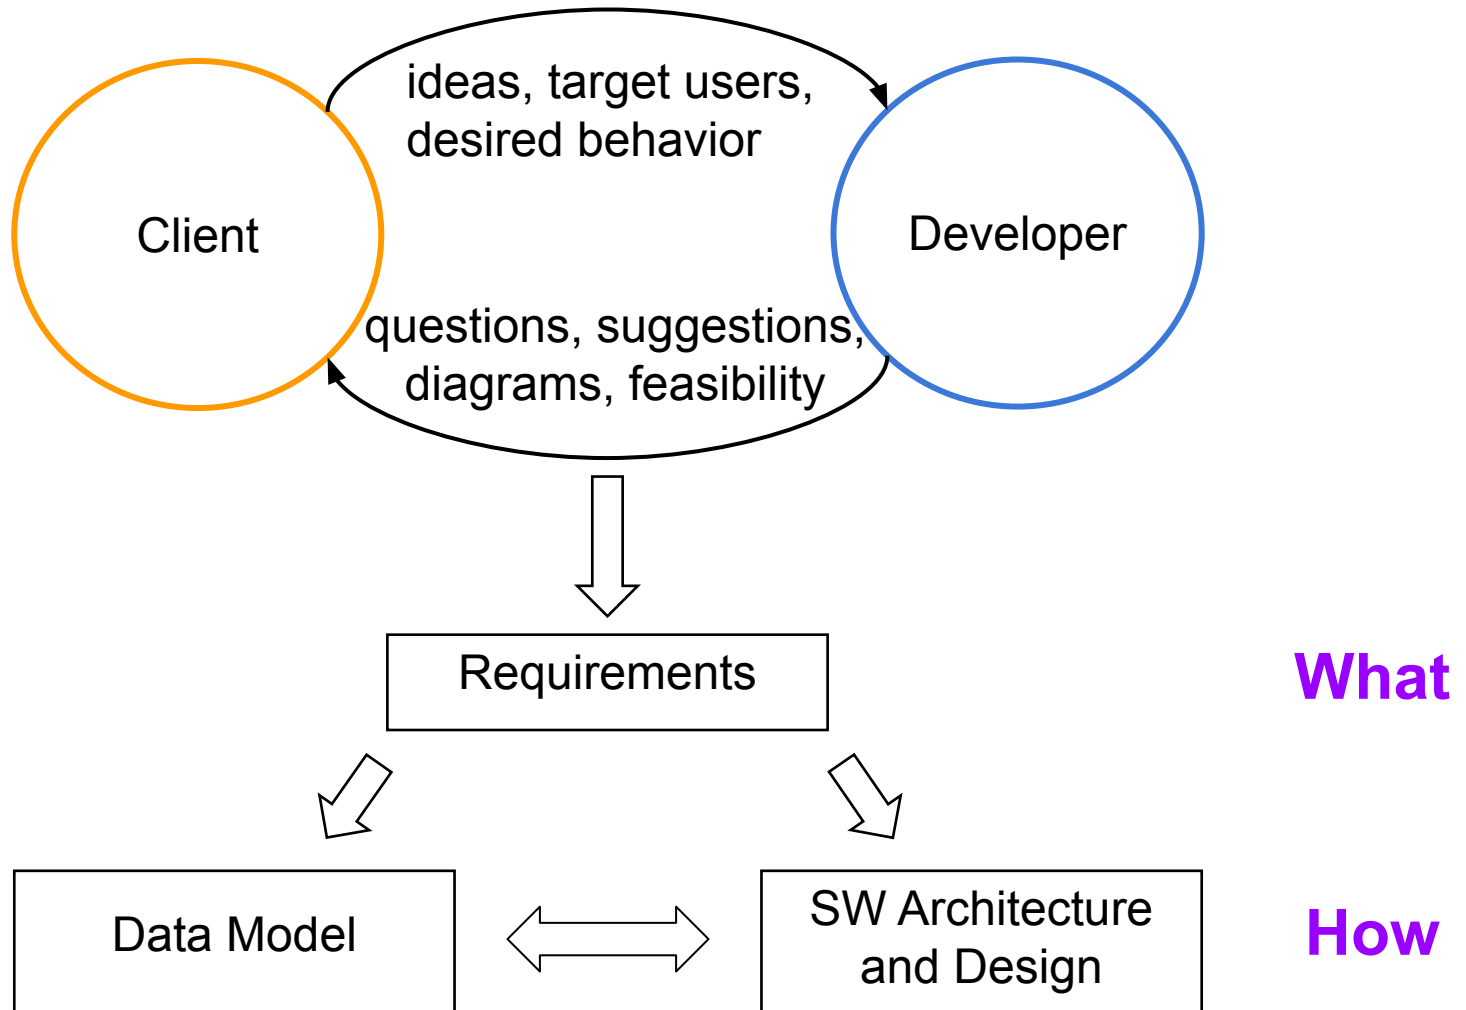 ideas, target users,
desired behavior
Client
Developer
questions, suggestions,
diagrams, feasibility
Requirements
What
Data Model
SW Architecture
and Design
How